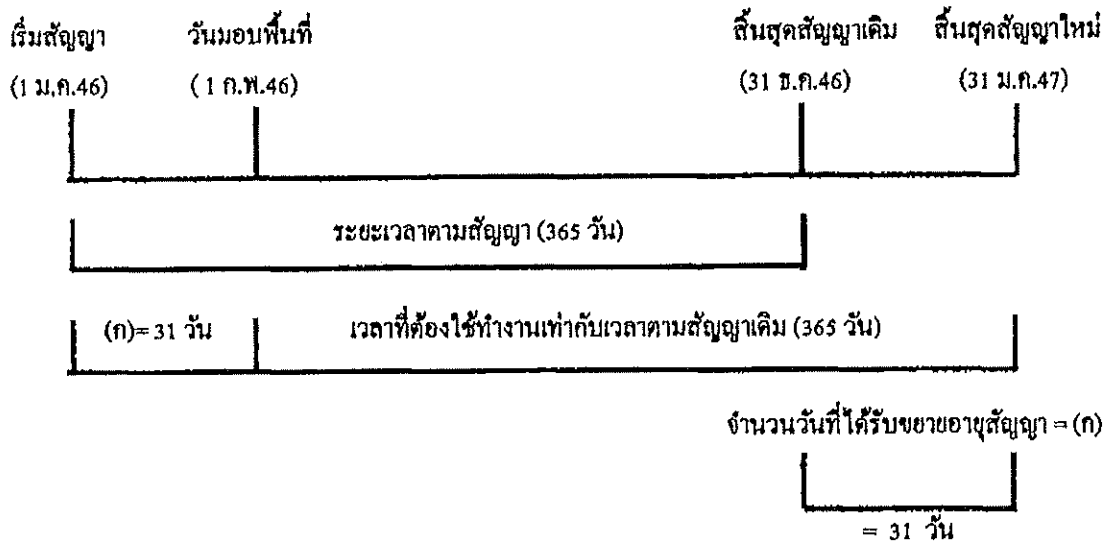 เริ่มสัญญา วันมอบพื้นที่ สิ้นสุดสัญญาเดิม สิ้นสุดสัญญาใหม่
(1 ม.ค.46) ( 1 ก.พ.46) (31 ธ.ค.46) (31 ม.ค.47)
ระยะเวลาตามสัญญา (365 วัน)
(ก)= 31 วัน เวลาที่ต้องใช้ทำงานเท่ากับเวลาตามสัญญาเดิม (365 วัน)
จำนวนวันที่ได้รับขยายอายุสัญญา = (ก)
= 31 วัน